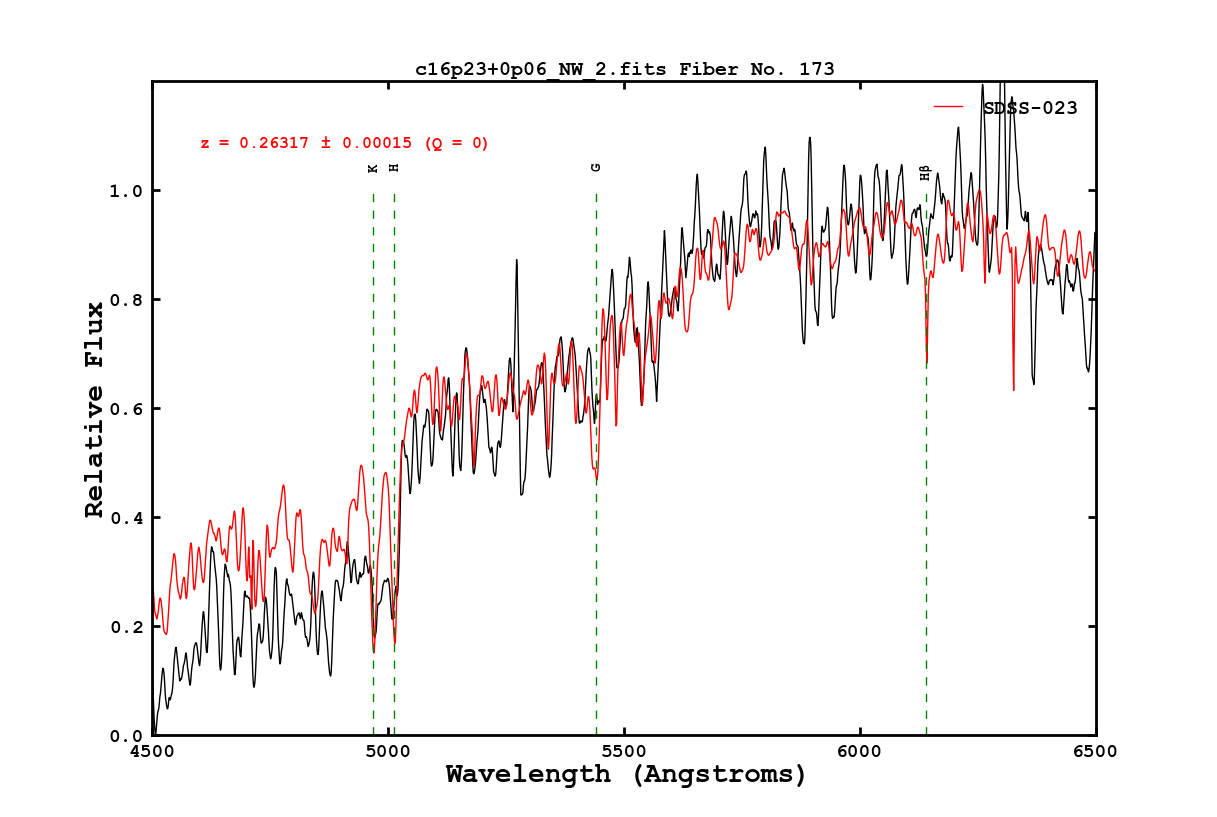 c16p23+0p06_NW_2.fits Fiber No. 173
SDSS-023
z = 0.26317 ± 0.00015 (Q = 0)
K H G Hβ
1.0
0.8
0.6
0.4
0.2
0.0
Relative Flux
4500 5000 5500 6000 6500
Wavelength (Angstroms)